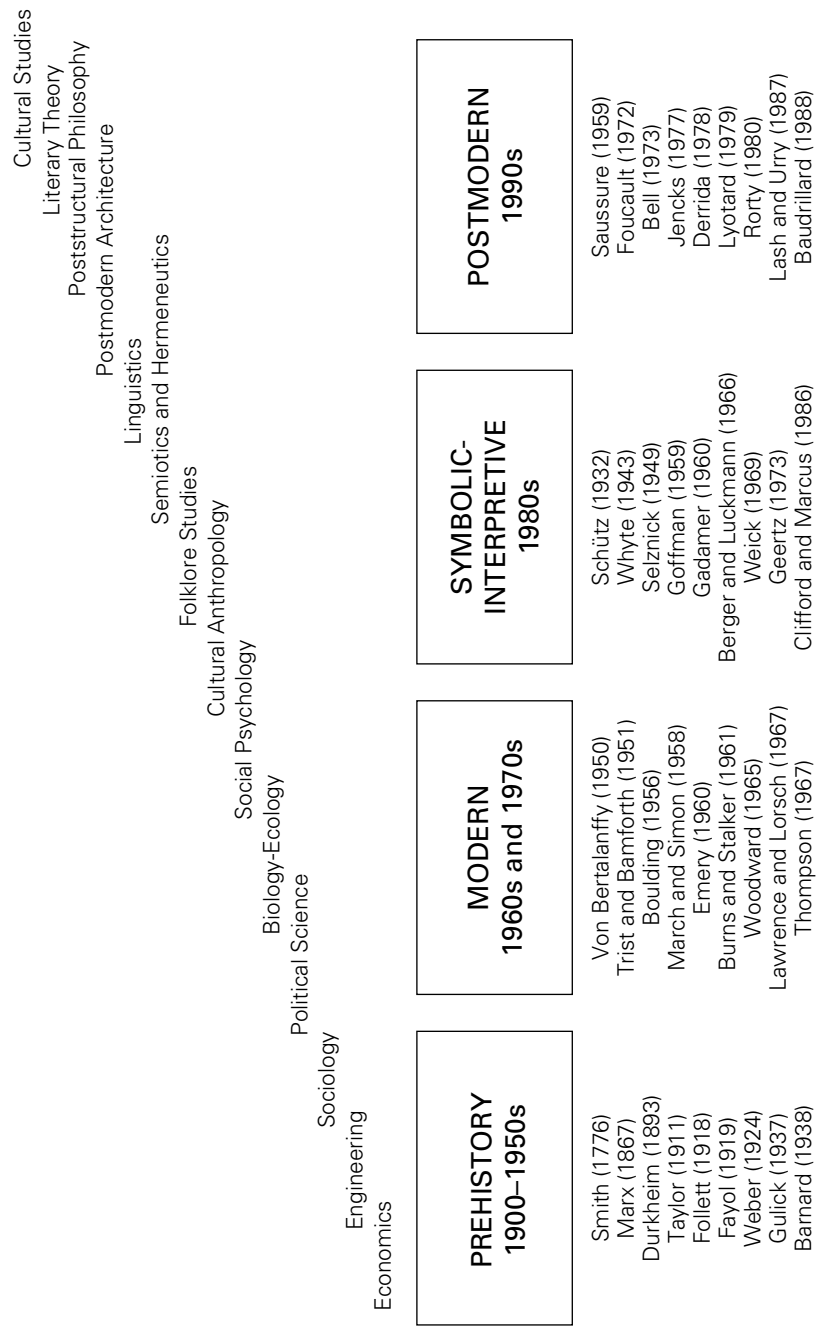 Cultural Studies
Literary Theory
Poststructural Philosophy
Postmodern Architecture
Linguistics
Semiotics and Hermeneutics
Folklore Studies
Cultural Anthropology
Social Psychology
Biology-Ecology
Political Science
Sociology
Engineering
Economics
PREHISTORY
1900–1950s
Smith (1776)
Marx (1867)
Durkheim (1893)
Taylor (1911)
Follett (1918)
Fayol (1919)
Weber (1924)
Gulick (1937)
Barnard (1938)
MODERN
1960s and 1970s
Von Bertalanffy (1950)
Trist and Bamforth (1951)
Boulding (1956)
March and Simon (1958)
Emery (1960)
Burns and Stalker (1961)
Woodward (1965)
Lawrence and Lorsch (1967)
Thompson (1967)
SYMBOLIC-
INTERPRETIVE
1980s
Schütz (1932)
Whyte (1943)
Selznick (1949)
Goffman (1959)
Gadamer (1960)
Berger and Luckmann (1966)
Weick (1969)
Geertz (1973)
Clifford and Marcus (1986)
POSTMODERN
1990s
Saussure (1959)
Foucault (1972)
Bell (1973)
Jencks (1977)
Derrida (1978)
Lyotard (1979)
Rorty (1980)
Lash and Urry (1987)
Baudrillard (1988)